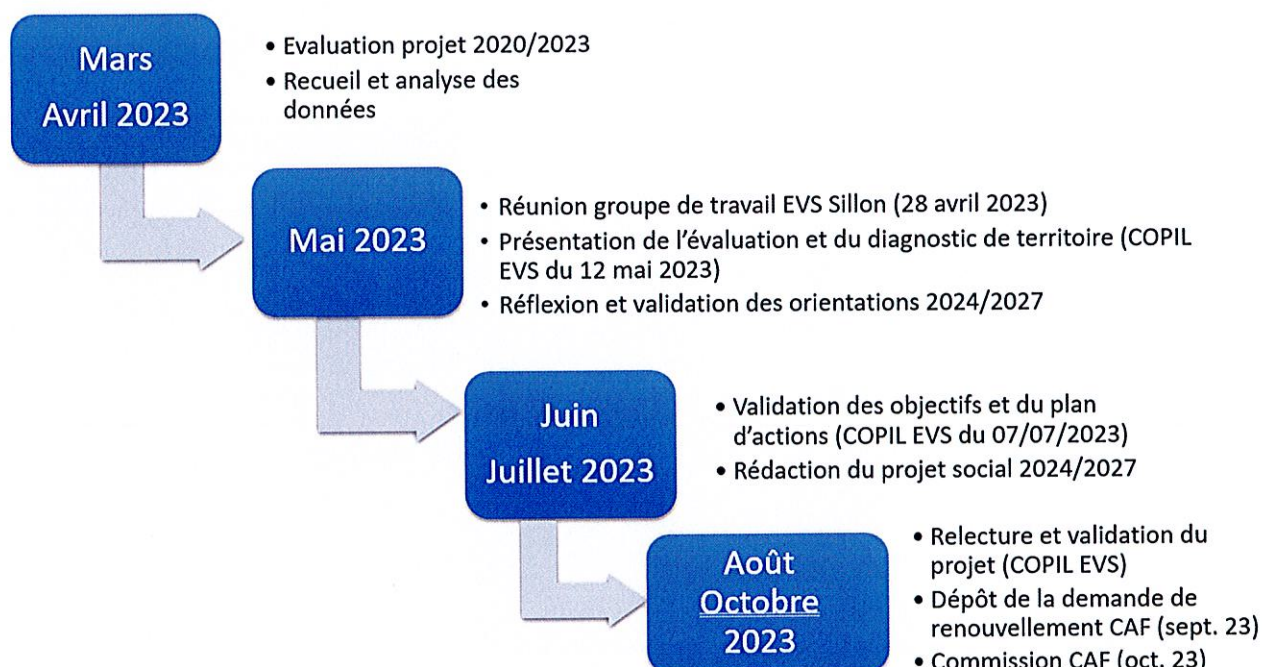 Mars
Avril 2023
• Evaluation projet 2020/2023
• Recueil et analyse des
données
Mai 2023
• Réunion groupe de travail EVS Sillon (28 avril 2023)
• Présentation de l'évaluation et du diagnostic de territoire (COPIL
EVS du 12 mai 2023)
• Réflexion et validation des orientations 2024/2027
Juin
Juillet 2023
• Validation des objectifs et du plan
d'actions (COPIL EVS du 07/07/2023)
• Rédaction du projet social 2024/2027
Août
Octobre
2023
• Relecture et validation du
projet (COPIL EVS)
• Dépôt de la demande de
renouvellement CAF (sept. 23)
• Commission CAF (oct. 23)